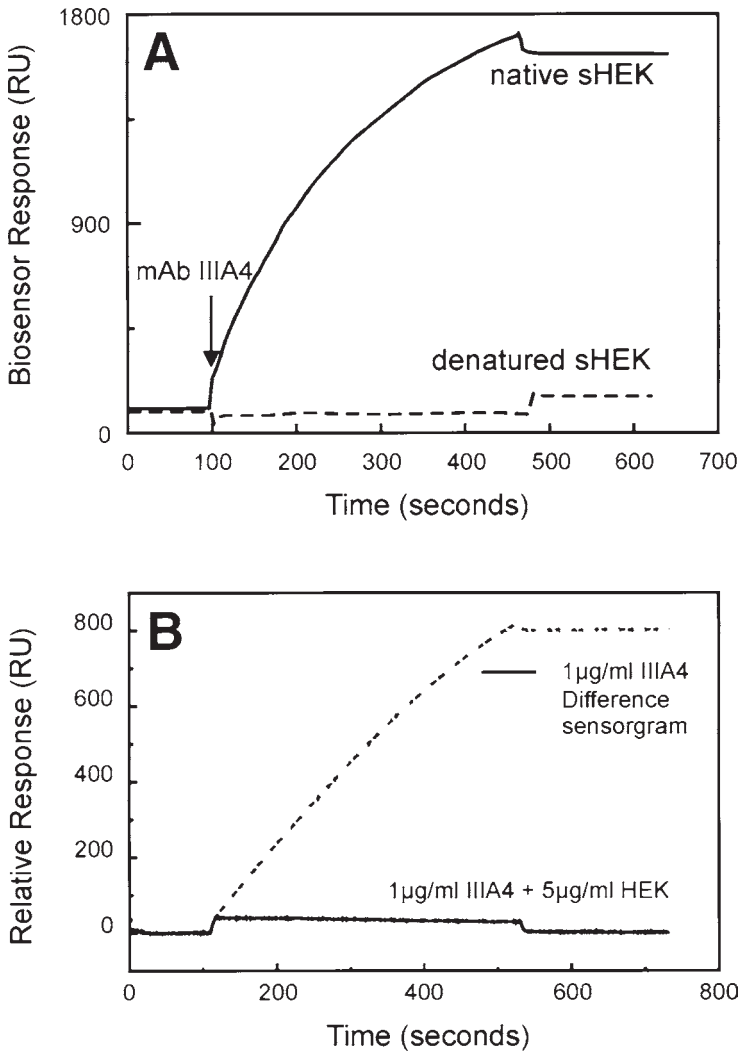 A
1800
900
0
Biosensor Response (RU)
native sHEK
mAb IIIA4
denatured sHEK
0 100 200 300 400 500 600 700
Time (seconds)
B
800
600
400
200
0
Relative Response (RU)
1µg/ml IIIA4
Difference
sensorgram
1µg/ml IIIA4 + 5µg/ml HEK
0 200 400 600 800
Time (seconds)